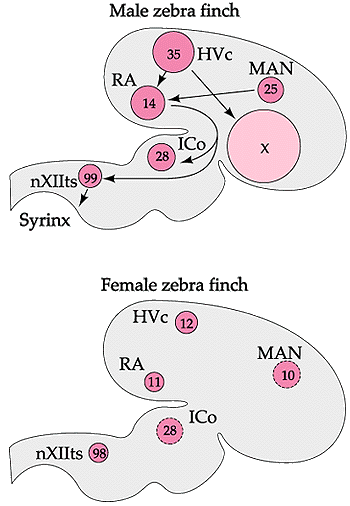 Male zebra finch
35
HVc
MAN
25
RA
14
X
ICo
28
nXIIts
99
Syrinx
Female zebra finch
HVc
12
MAN
10
RA
11
ICo
28
nXIIts
98